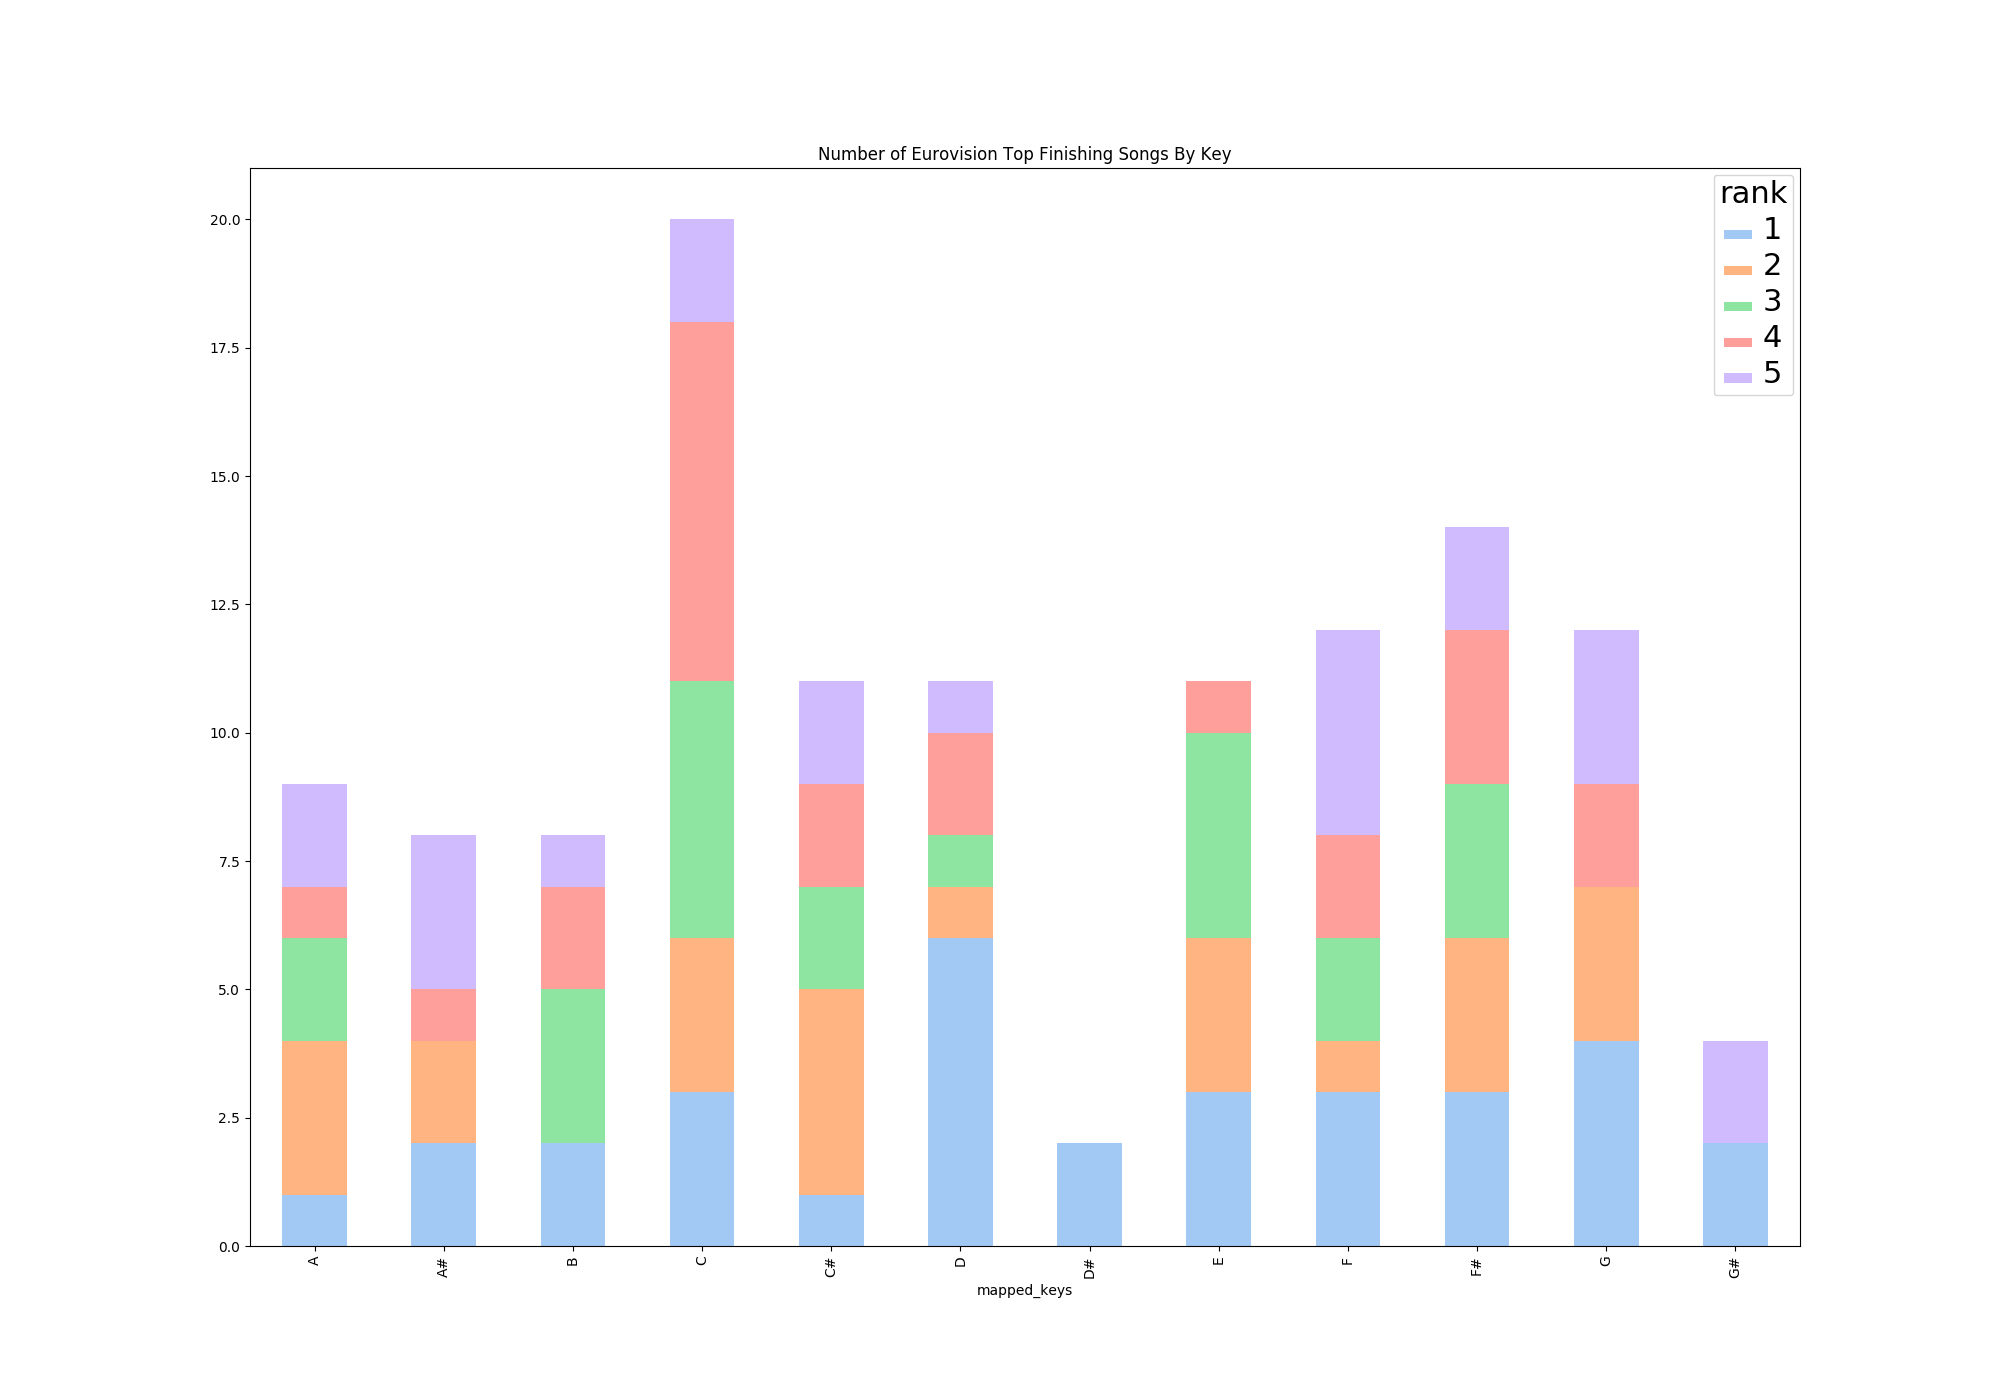 Number of Eurovision Top Finishing Songs By Key
rank
1
2
3
4
5
20.0
17.5
15.0
12.5
10.0
7.5
5.0
2.5
0.0
A
A#
B
C
C#
D
D#
E
F
F#
G
G#
mapped_keys